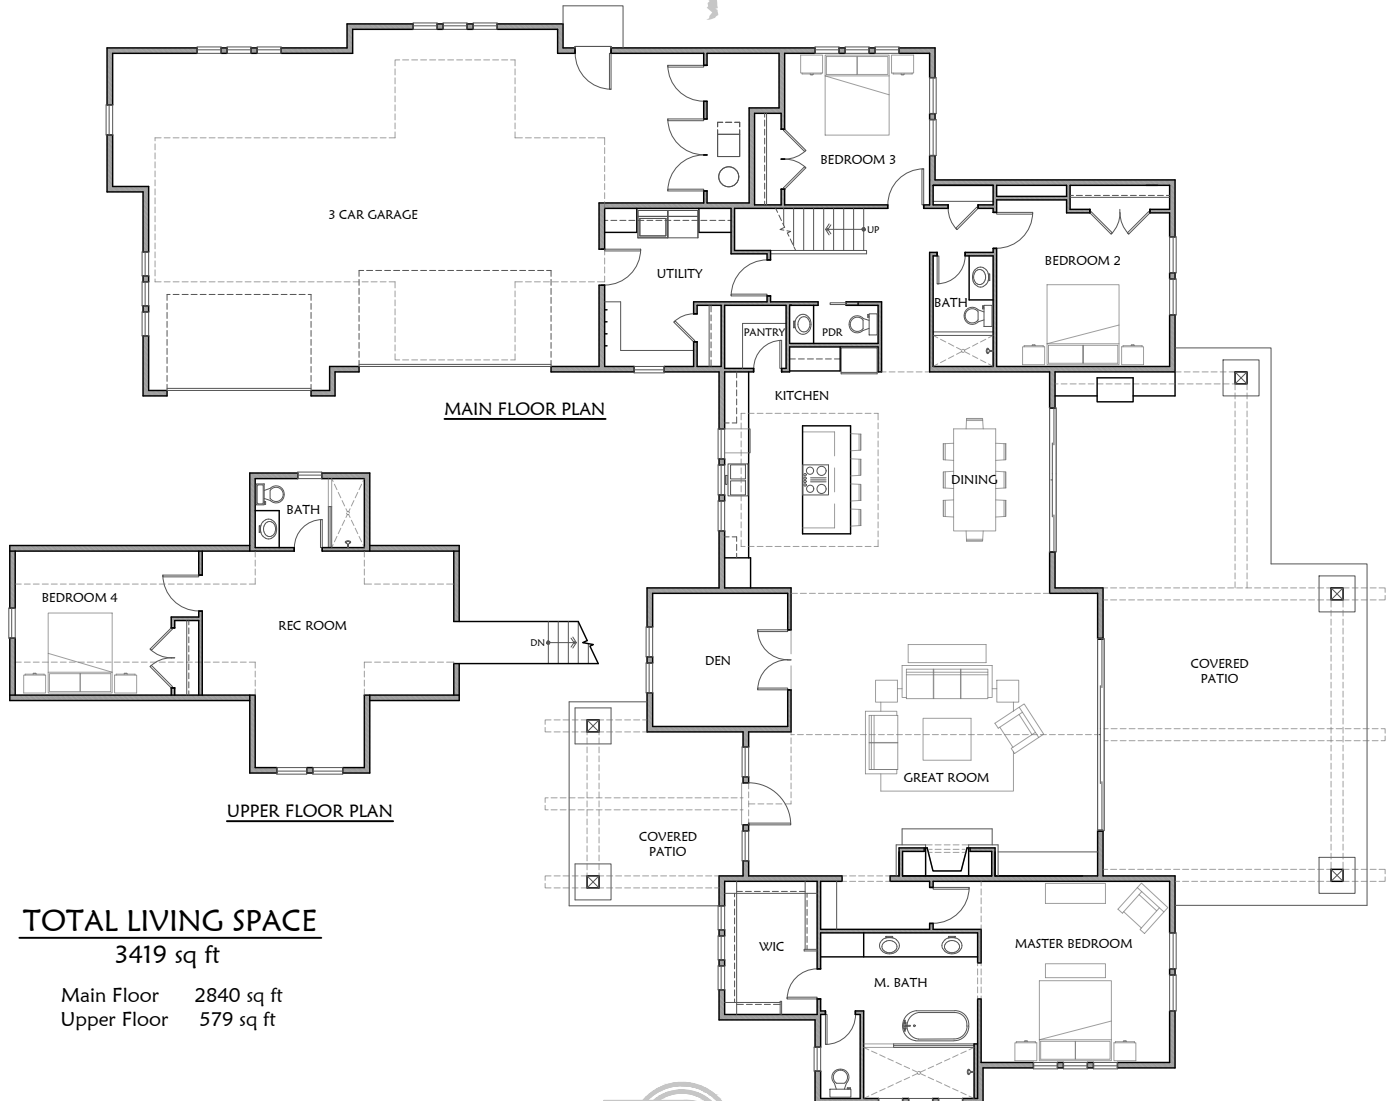 BEDROOM 3
3 CAR GARAGE
UP
UTILITY
BEDROOM 2
BATH
PANTRY
PDR
KITCHEN
MAIN FLOOR PLAN
DINING
BATH
BEDROOM 4
REC ROOM
DN
DEN
COVERED
PATIO
GREAT ROOM
UPPER FLOOR PLAN
COVERED
PATIO
TOTAL LIVING SPACE
3419 sq ft
Main Floor 2840 sq ft
Upper Floor 579 sq ft
WIC
MASTER BEDROOM
M. BATH